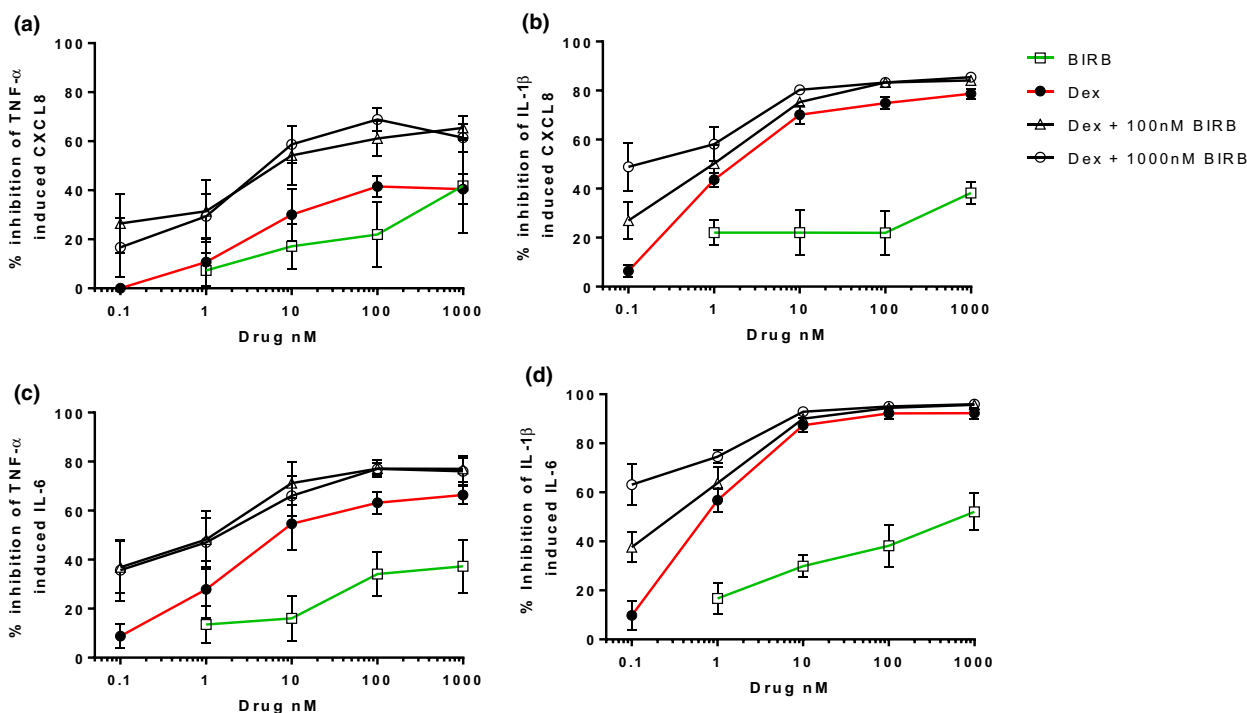 (a)
% inhibition of TNF-α
induced CXCL8
100
80
60
40
20
0
0.1 1 10 100 1000
Drug nM
(b)
% inhibition of IL-1β
induced CXCL8
100
80
60
40
20
0
0.1 1 10 100 1000
Drug nM
BIRB
Dex
Dex + 100nM BIRB
Dex + 1000nM BIRB
(c)
% inhibition of TNF-α
induced IL-6
100
80
60
40
20
0
0.1 1 10 100 1000
Drug nM
(d)
% Inhibition of IL-1β
induced IL-6
100
80
60
40
20
0
0.1 1 10 100 1000
Drug nM